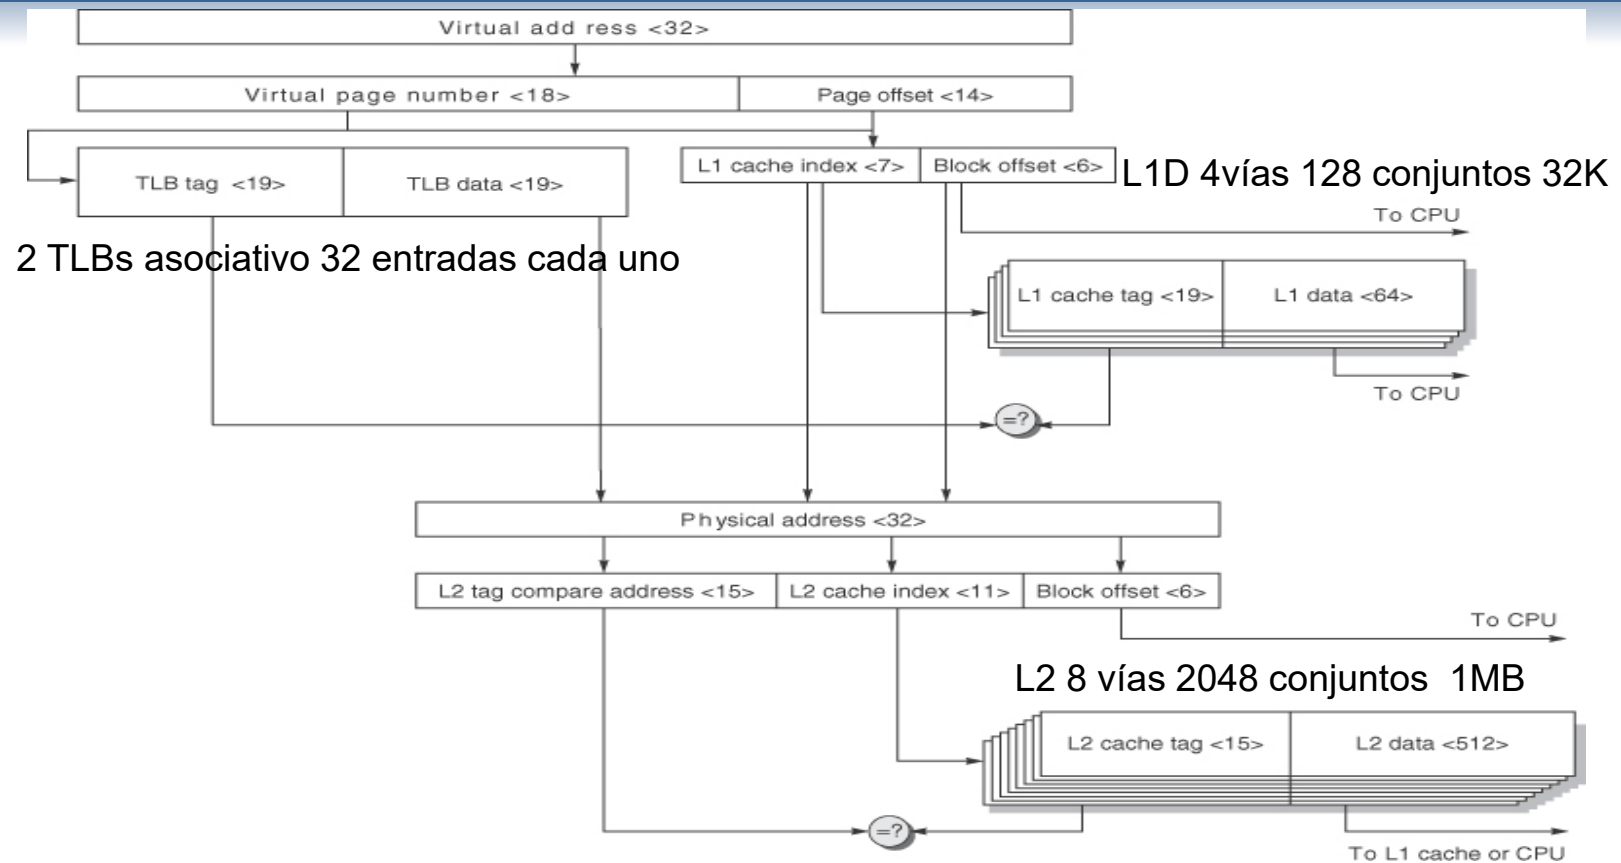 Virtual add ress <32>
Virtual page number <18>
Page offset <14>
TLB tag <19>
TLB data <19>
L1 cache index <7>
Block offset <6>
L1D 4vías 128 conjuntos 32K
To CPU
2 TLBs asociativo 32 entradas cada uno
L1 cache tag <19>
L1 data <64>
To CPU
=?
Physical address <32>
L2 tag compare address <15>
L2 cache index <11>
Block offset <6>
To CPU
L2 8 vías 2048 conjuntos 1MB
L2 cache tag <15>
L2 data <512>
=?
To L1 cache or CPU